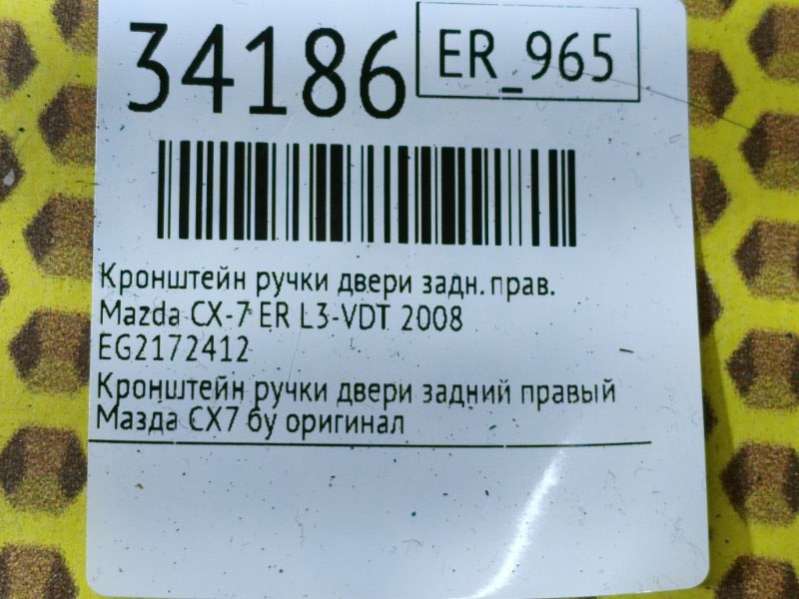 34186
ER_965
Кронштейн ручки двери задн. прав.
Mazda CX-7 ER L3-VDT 2008
EG2172412
Кронштейн ручки двери задний правый
Мазда СХ7 бу оригинал